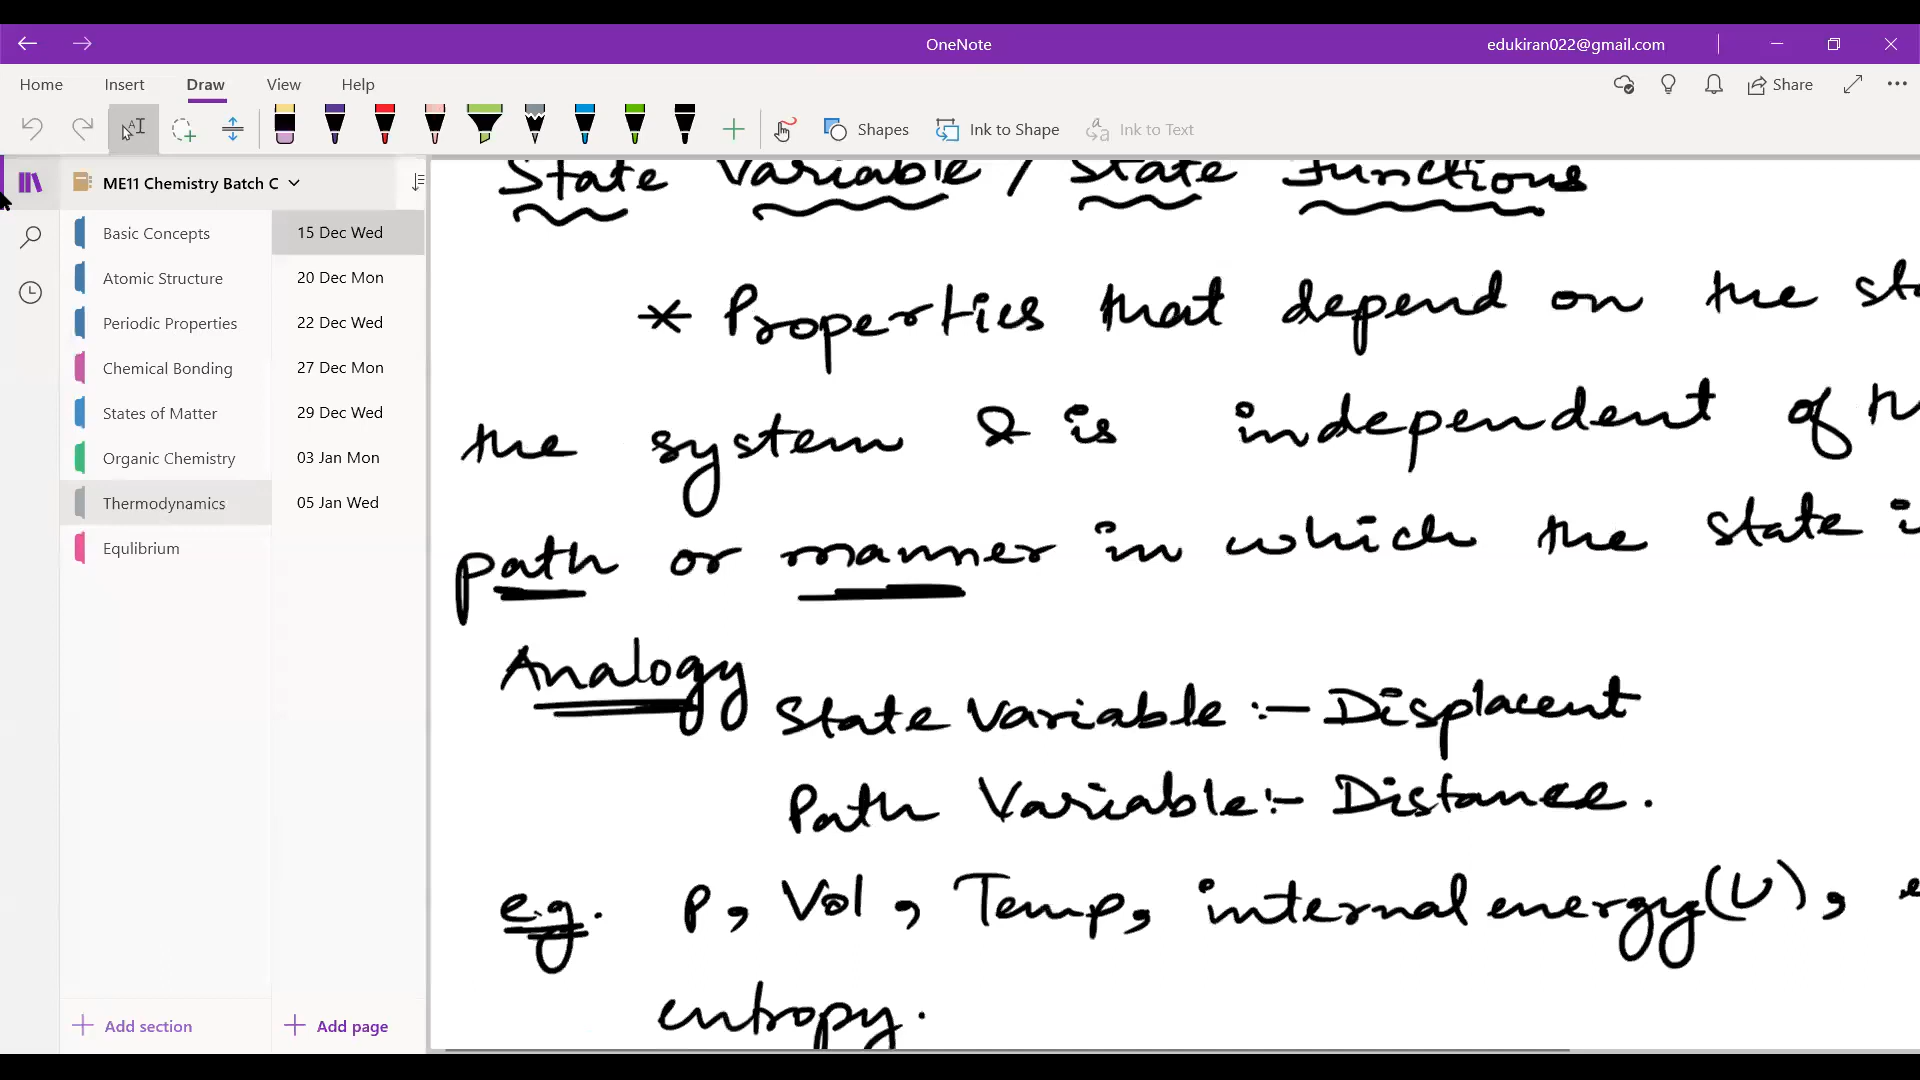 OneNote
edukiran022@gmail.com
Home Insert Draw View Help
Share
Shapes Ink to Shape Ink to Text
ME11 Chemistry Batch C
Basic Concepts
Atomic Structure
Periodic Properties
Chemical Bonding
States of Matter
Organic Chemistry
Thermodynamics
Equlibrium
Add section
15 Dec Wed
20 Dec Mon
22 Dec Wed
27 Dec Mon
29 Dec Wed
03 Jan Mon
05 Jan Wed
Add page
State Variable / State Functions
* Properties that depend on the
the system & is independent of
path or manner in which the state
Analogy
State Variable :- Displacent
Path Variable :- Distance.
e.g. P, Vol, Temp, internal energy (U),
entropy.